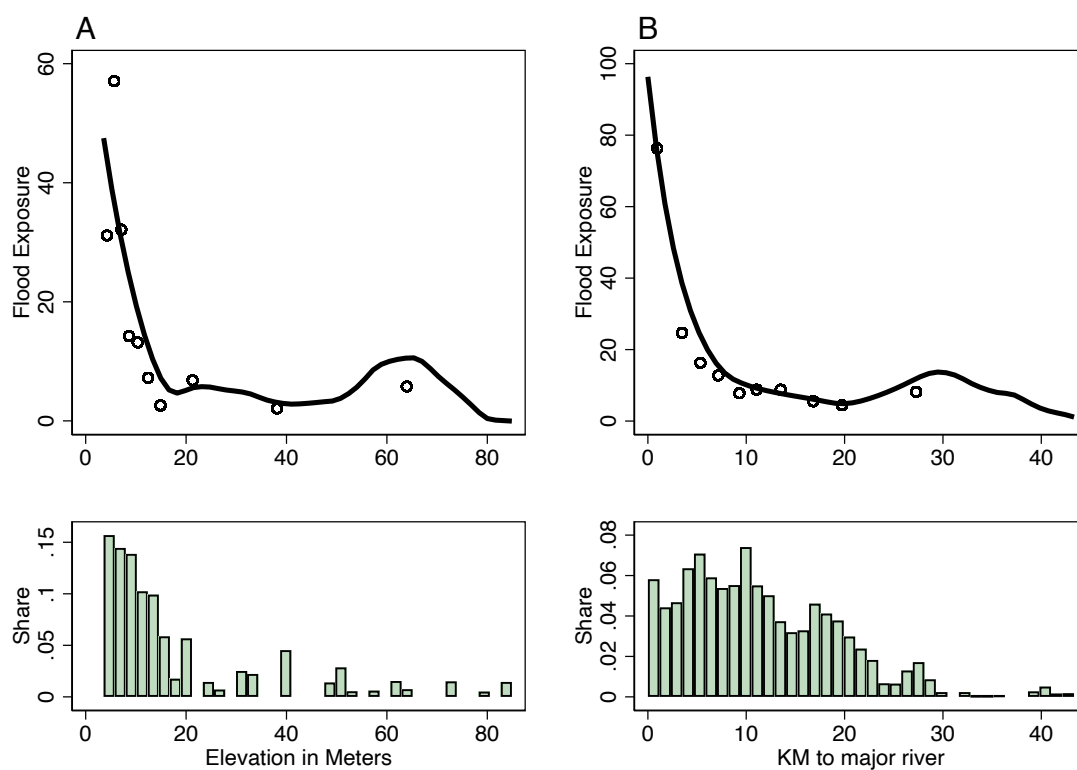 A
Flood Exposure
60
40
20
0
0 20 40 60 80
B
Flood Exposure
100
80
60
40
20
0
0 10 20 30 40
Share
.15
.1
.05
0
0 20 40 60 80
Elevation in Meters
Share
.08
.06
.04
.02
0
0 10 20 30 40
KM to major river